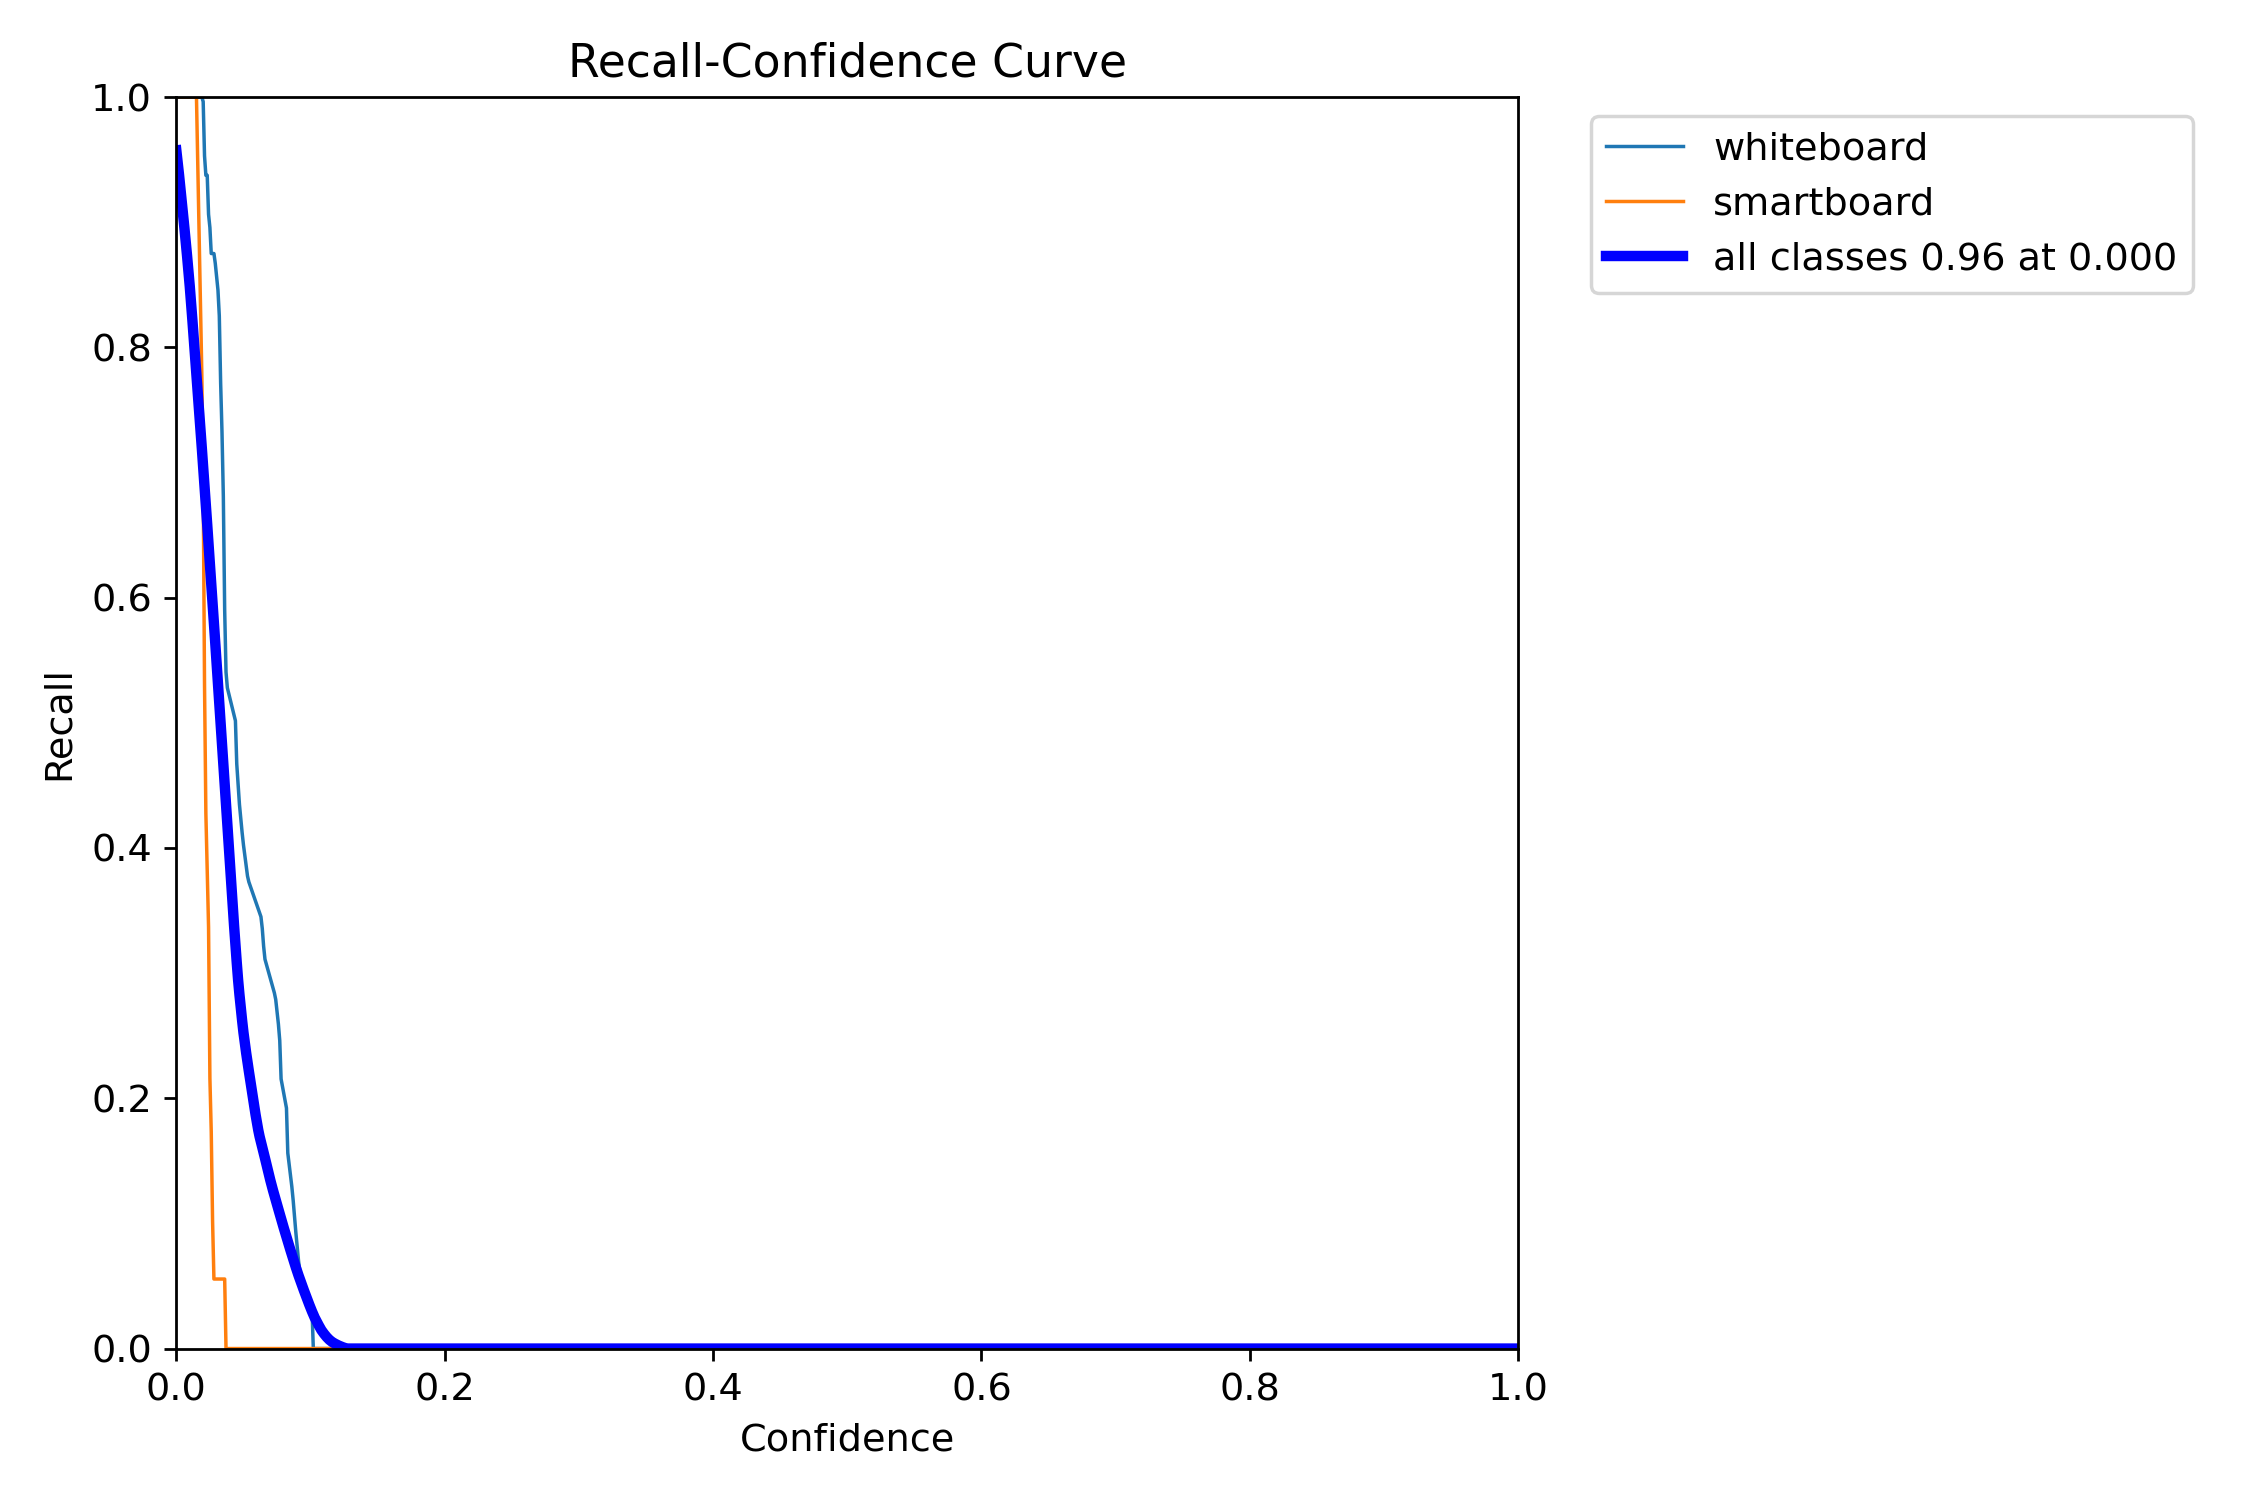 Recall-Confidence Curve
1.0
0.8
0.6
0.4
0.2
0.0
Recall
0.0 0.2 0.4 0.6 0.8 1.0
Confidence
whiteboard
smartboard
all classes 0.96 at 0.000